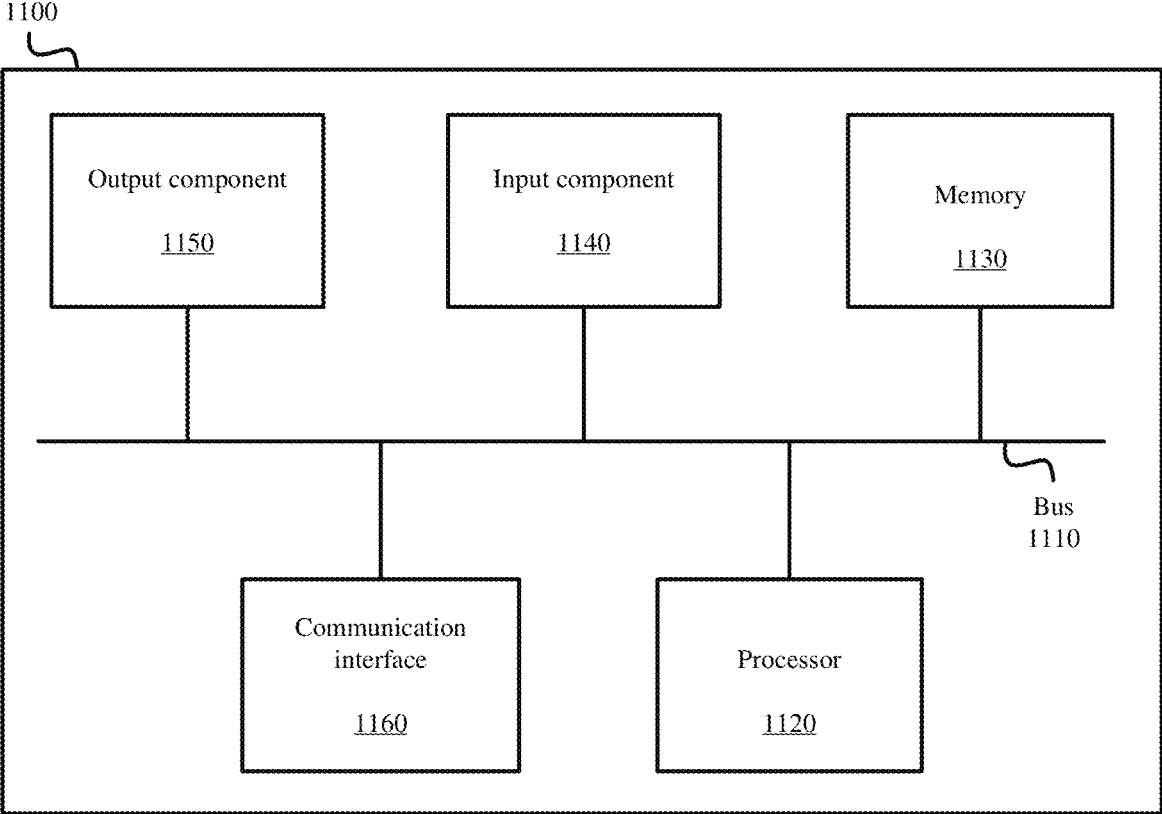 1100
Output component
1150
Input component
1140
Memory
1130
Bus
1110
Communication
interface
1160
Processor
1120